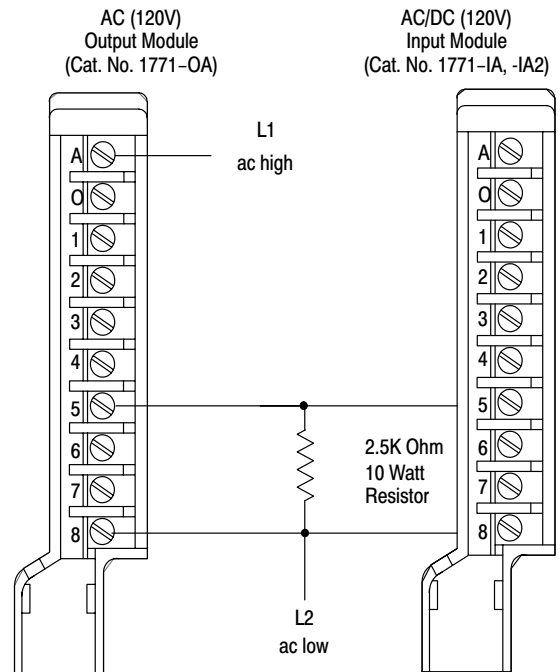 AC (120V)
Output Module
(Cat. No. 1771–OA)
AC/DC (120V)
Input Module
(Cat. No. 1771–IA, -IA2)
L1
ac high
A
O
1
2
3
4
5
6
7
8
2.5K Ohm
10 Watt
Resistor
L2
ac low
A
O
1
2
3
4
5
6
7
8